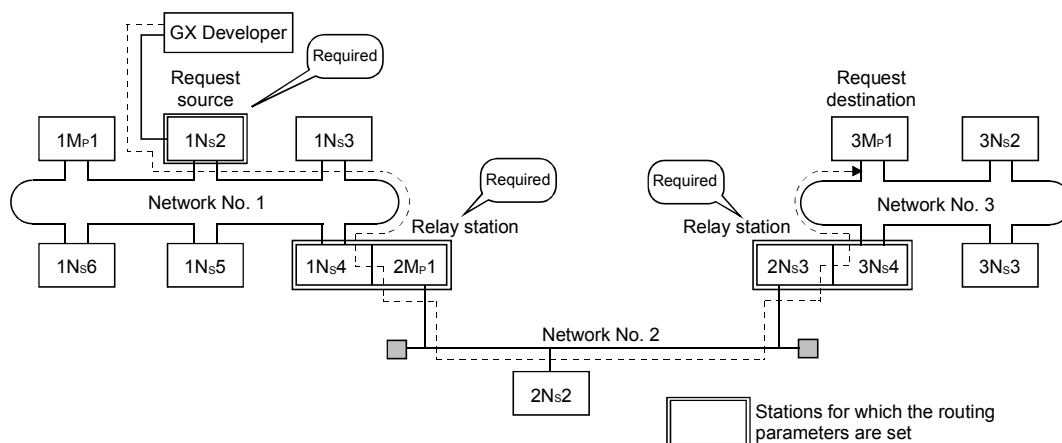 GX Developer
Required
Request
source
Request
destination
1MP1
1NS2
1NS3
3MP1
3NS2
Required
Required
Network No. 1
Network No. 3
Relay station
Relay station
1NS6
1NS5
1NS4
2MP1
2NS3
3NS4
3NS3
Network No. 2
2NS2
Stations for which the routing
parameters are set